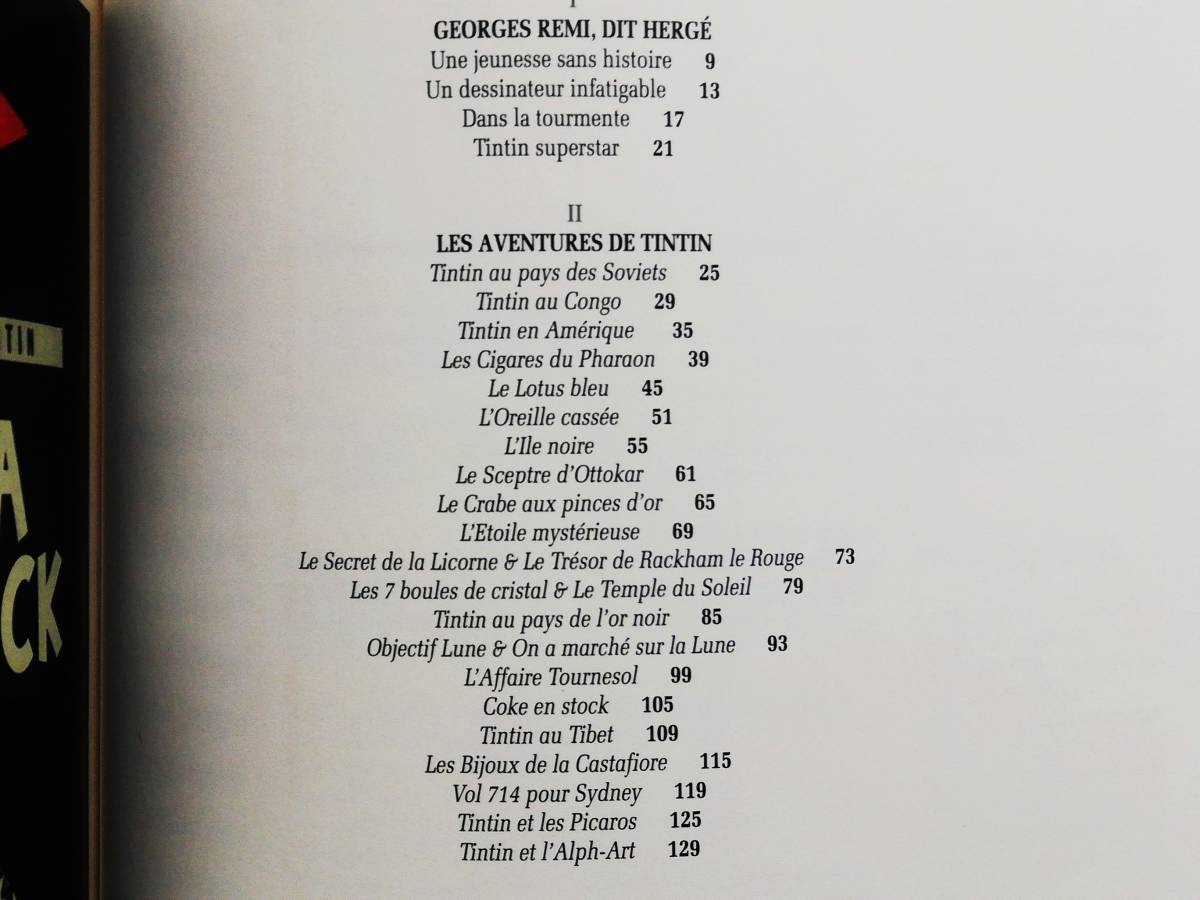 I
GEORGES REMI, DIT HERGÉ
Une jeunesse sans histoire 9
Un dessinateur infatigable 13
Dans la tourmente 17
Tintin superstar 21
II
LES AVENTURES DE TINTIN
Tintin au pays des Soviets 25
Tintin au Congo 29
Tintin en Amérique 35
Les Cigares du Pharaon 39
Le Lotus bleu 45
L'Oreille cassée 51
L'Ile noire 55
Le Sceptre d'Ottokar 61
Le Crabe aux pinces d'or 65
L'Etoile mystérieuse 69
Le Secret de la Licorne & Le Trésor de Rackham le Rouge 73
Les 7 boules de cristal & Le Temple du Soleil 79
Tintin au pays de l'or noir 85
Objectif Lune & On a marché sur la Lune 93
L'Affaire Tournesol 99
Coke en stock 105
Tintin au Tibet 109
Les Bijoux de la Castafiore 115
Vol 714 pour Sydney 119
Tintin et les Picaros 125
Tintin et l'Alph-Art 129
TIN
A
CK